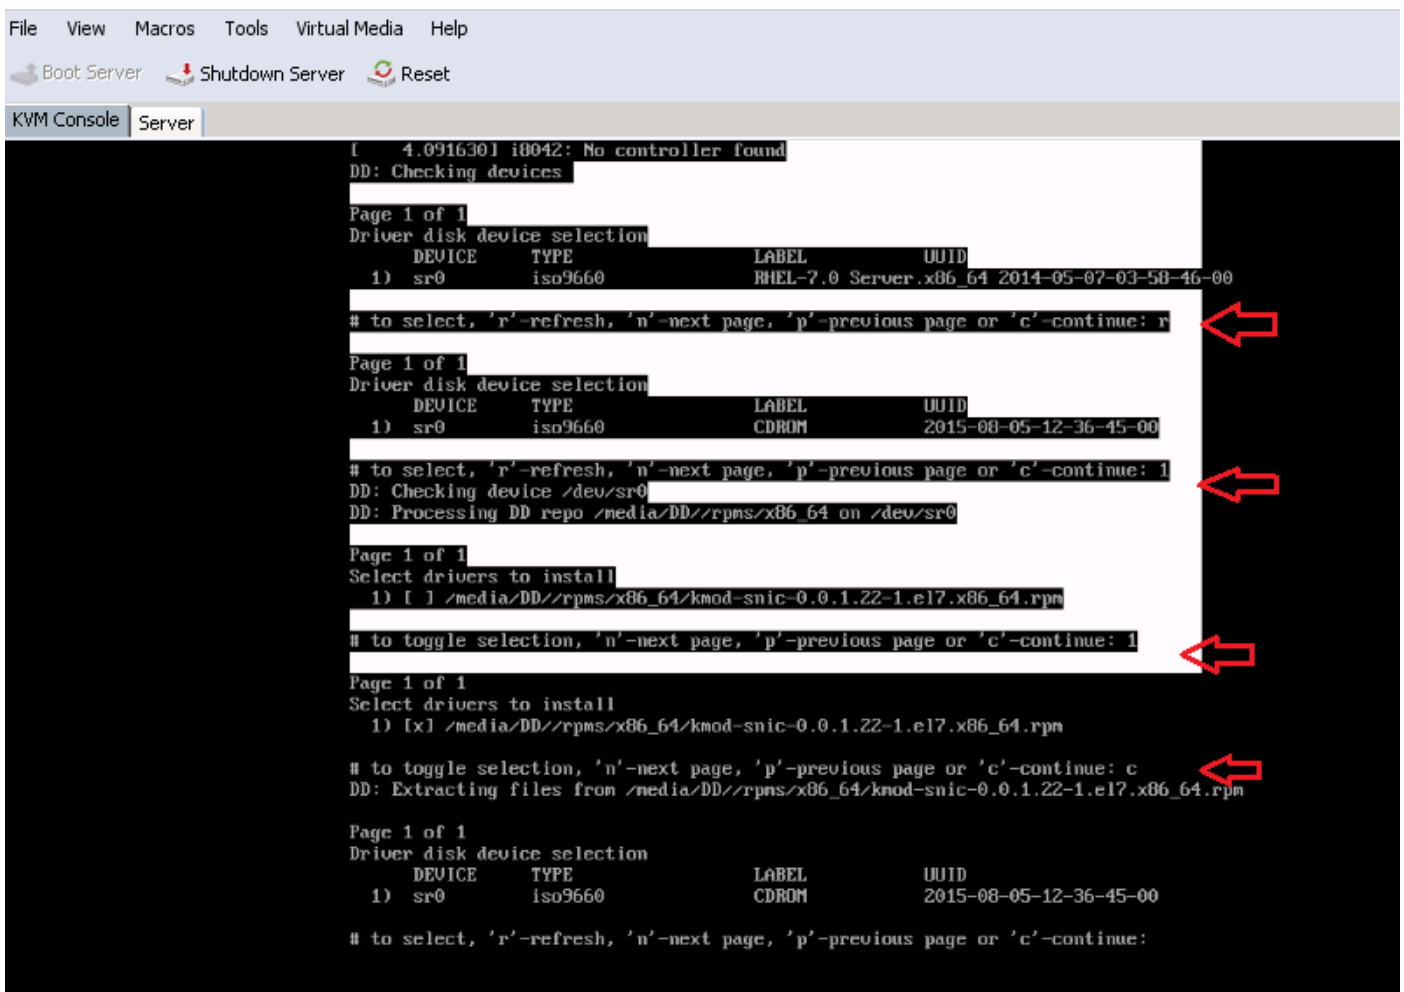 File View Macros Tools Virtual Media Help
Boot Server Shutdown Server Reset
KVM Console Server
[    4.091630] i8042: No controller found
DD: Checking devices
Page 1 of 1
Driver disk device selection
DEVICE TYPE LABEL UUID
1) sr0 iso9660 RHEL-7.0 Server.x86_64 2014-05-07-03-58-46-00
# to select, 'r'-refresh, 'n'-next page, 'p'-previous page or 'c'-continue: r
Page 1 of 1
Driver disk device selection
DEVICE TYPE LABEL UUID
1) sr0 iso9660 CDROM 2015-08-05-12-36-45-00
# to select, 'r'-refresh, 'n'-next page, 'p'-previous page or 'c'-continue: 1
DD: Checking device /dev/sr0
DD: Processing DD repo /media/DD//rpms/x86_64 on /dev/sr0
Page 1 of 1
Select drivers to install
1) [ ] /media/DD//rpms/x86_64/kmod-snic-0.0.1.22-1.el7.x86_64.rpm
# to toggle selection, 'n'-next page, 'p'-previous page or 'c'-continue: 1
Page 1 of 1
Select drivers to install
1) [x] /media/DD//rpms/x86_64/kmod-snic-0.0.1.22-1.el7.x86_64.rpm
# to toggle selection, 'n'-next page, 'p'-previous page or 'c'-continue: c
DD: Extracting files from /media/DD//rpms/x86_64/kmod-snic-0.0.1.22-1.el7.x86_64.rpm
Page 1 of 1
Driver disk device selection
DEVICE TYPE LABEL UUID
1) sr0 iso9660 CDROM 2015-08-05-12-36-45-00
# to select, 'r'-refresh, 'n'-next page, 'p'-previous page or 'c'-continue: